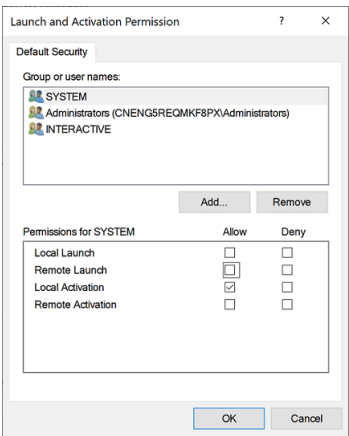 Launch and Activation Permission ? ×
Default Security
Group or user names:
SYSTEM
Administrators (CNENG5REQMKF8PX\Administrators)
INTERACTIVE
Add... Remove
Permissions for SYSTEM Allow Deny
Local Launch
Remote Launch
Local Activation
Remote Activation
OK Cancel